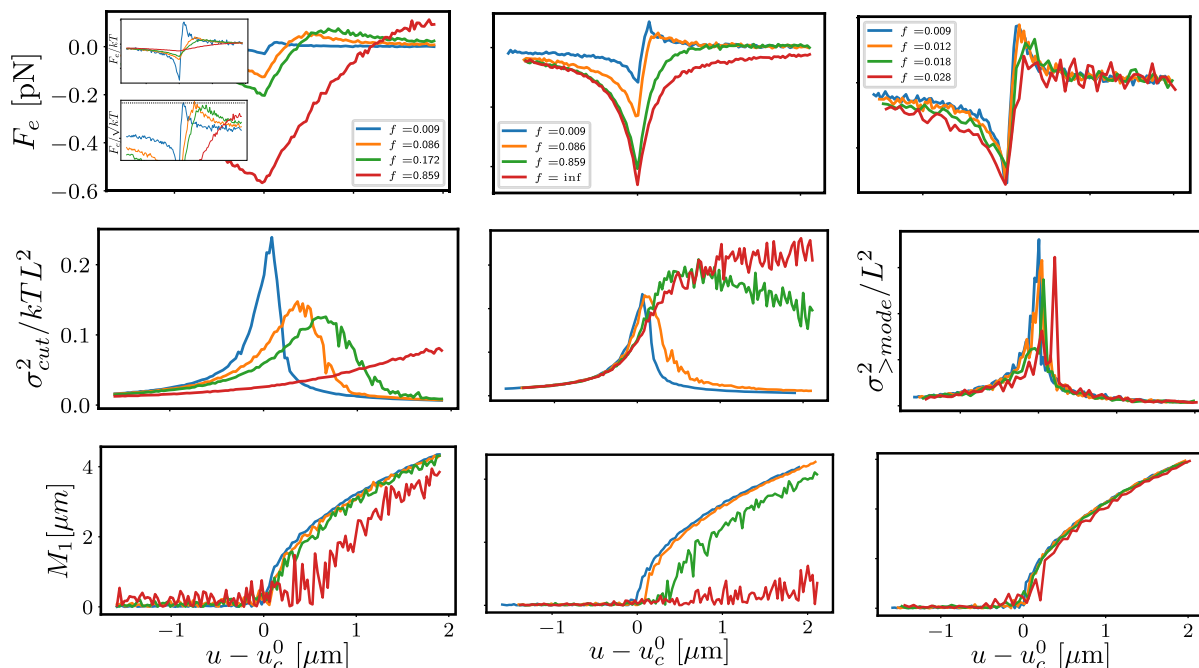 F_e [pN]
0.0
−0.2
−0.4
−0.6
F_e/kT
F_e/√kT
f =0.009
f =0.086
f =0.172
f =0.859
f =0.009
f =0.086
f =0.859
f = inf
f =0.009
f =0.012
f =0.018
f =0.028
σ²_cut/kTL²
0.2
0.1
0.0
σ²_>mode/L²
M₁[μm]
4
2
0
−1 0 1 2
−1 0 1 2
−1 0 1 2
u − u_c^0 [μm]
u − u_c^0 [μm]
u − u_c^0 [μm]